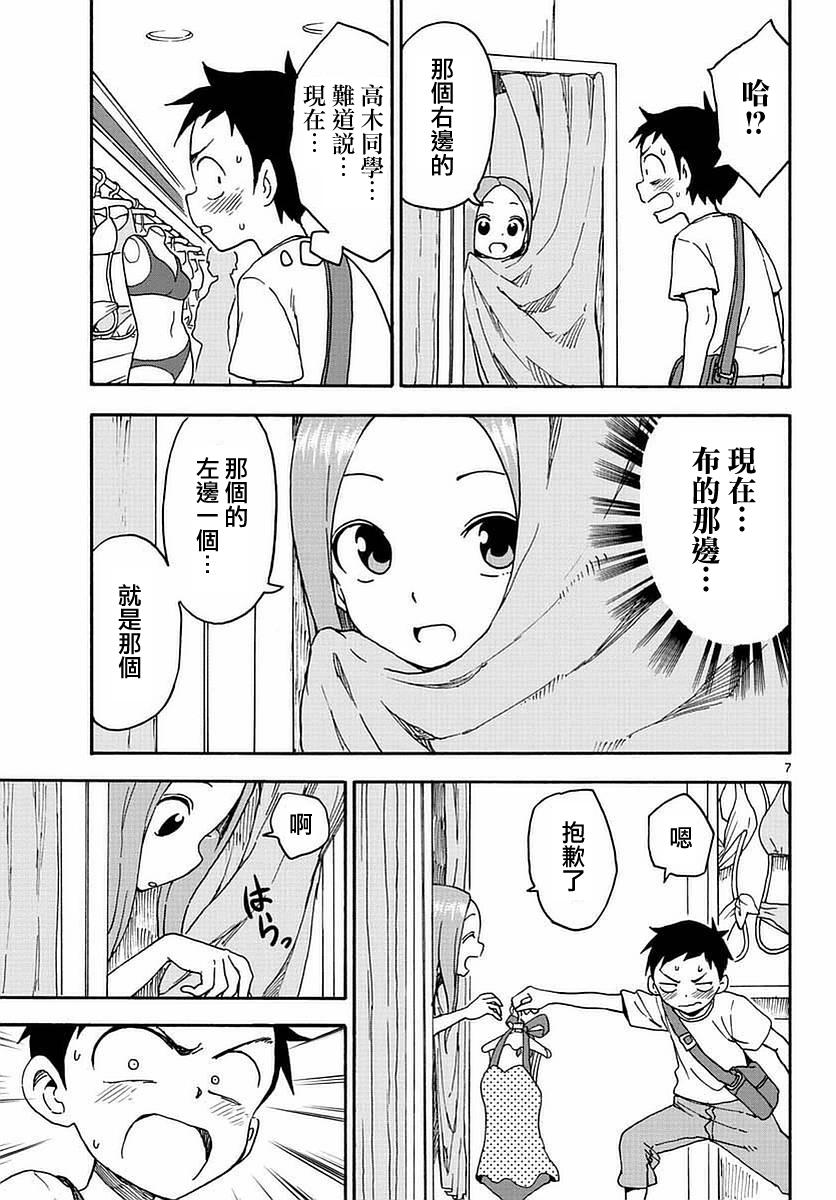 哈!?
那個右邊的
高木同學…
難道説…
現在…
現在…
布的那邊…
那個的
左邊一個…
就是那個
7
嗯
抱歉了
啊
はらっ